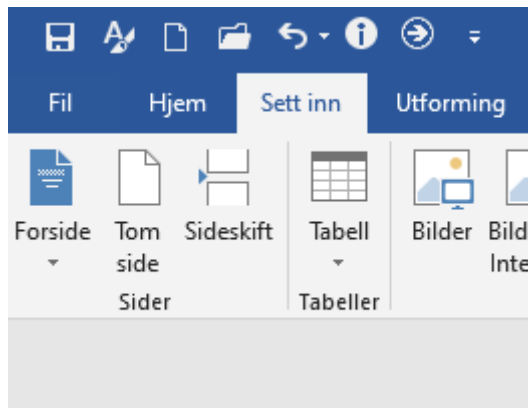 Fil Hjem Sett inn Utforming
Forside Tom side Sideskift Tabell Bilder
Sider Tabeller